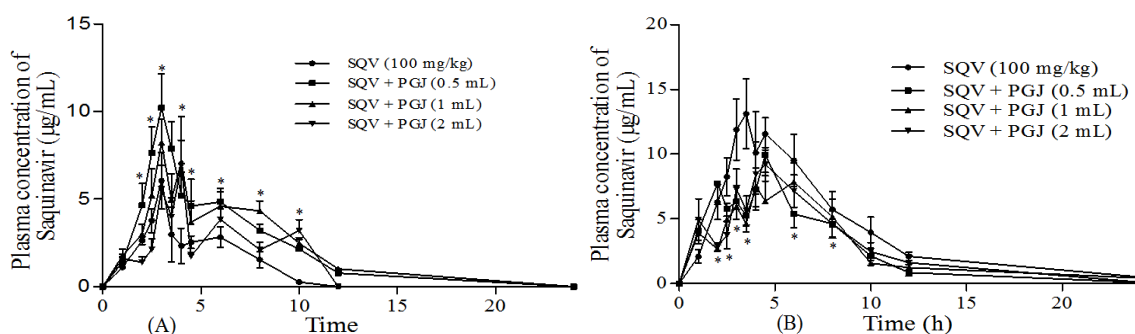 Plasma concentration of
Saquinavir (µg/mL)
15
10
5
0
* * * * * * * *
SQV (100 mg/kg)
SQV + PGJ (0.5 mL)
SQV + PGJ (1 mL)
SQV + PGJ (2 mL)
0 5 10 15 20
(A) Time
Plasma concentration of
Saquinavir (µg/mL)
20
15
10
5
0
SQV (100 mg/kg)
SQV + PGJ (0.5 mL)
SQV + PGJ (1 mL)
SQV + PGJ (2 mL)
* * * * * *
0 5 10 15 20
(B) Time (h)